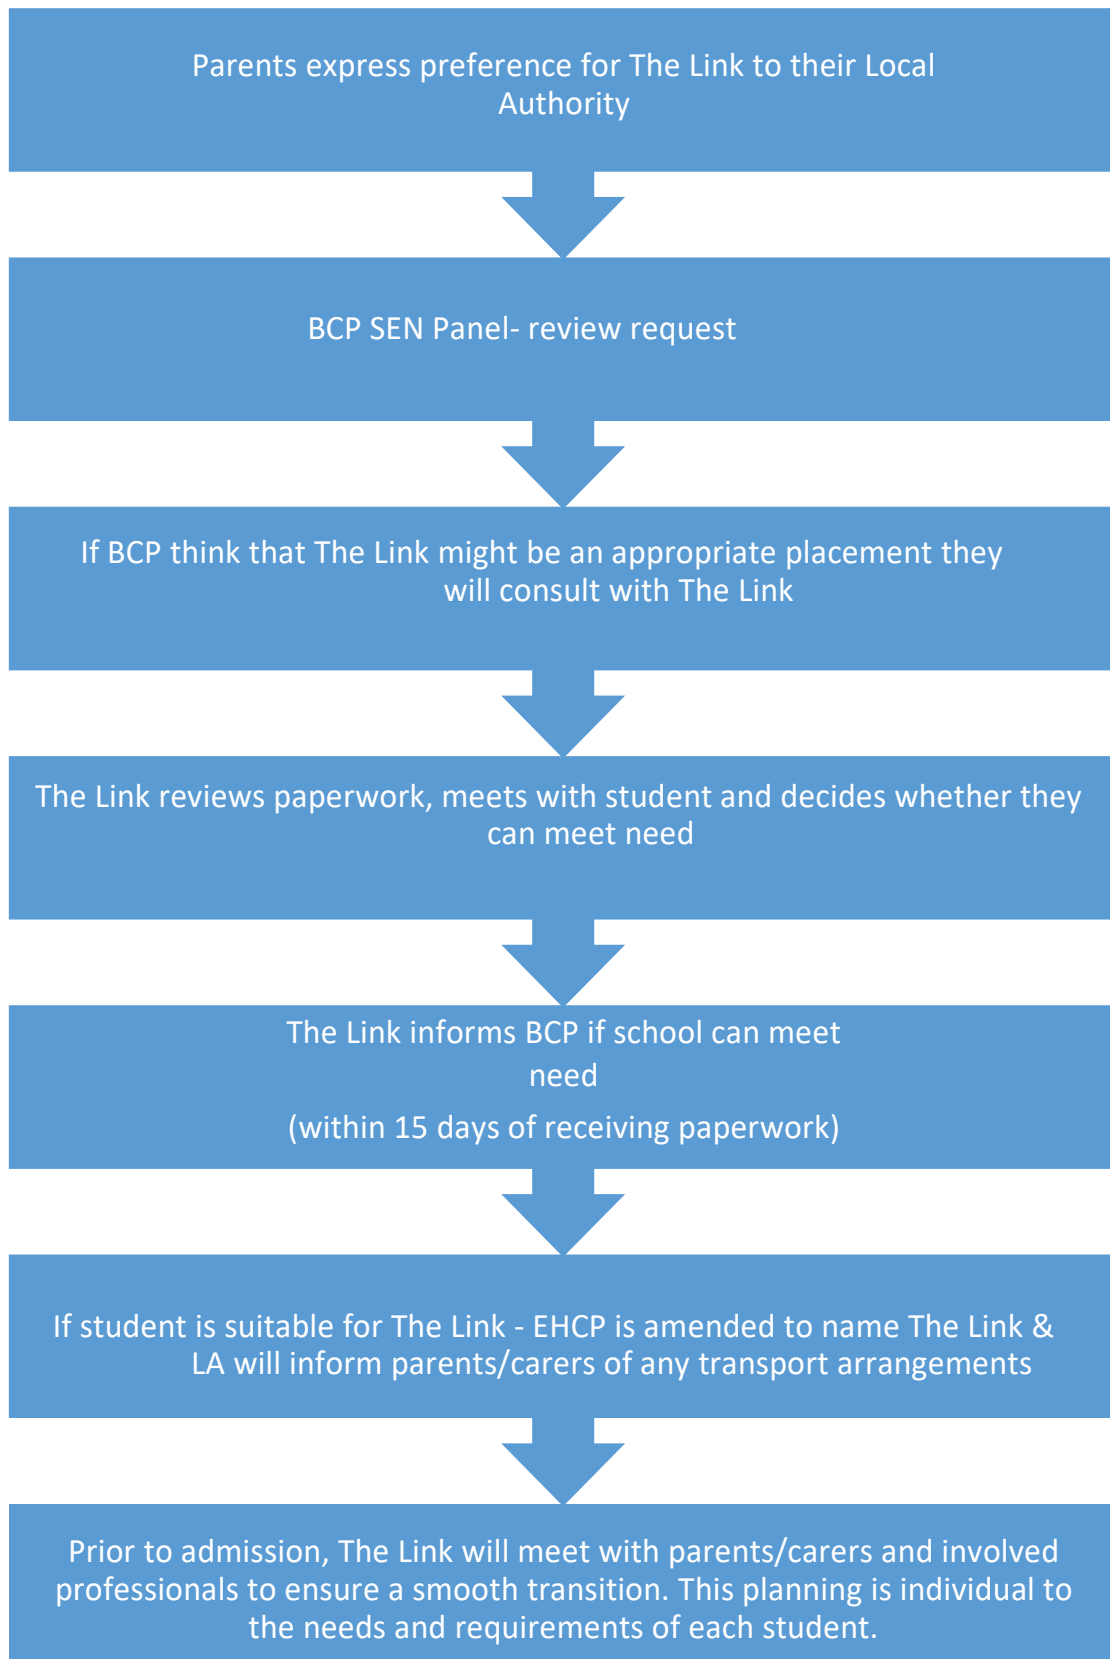 Parents express preference for The Link to their Local
Authority
BCP SEN Panel- review request
If BCP think that The Link might be an appropriate placement they
will consult with The Link
The Link reviews paperwork, meets with student and decides whether they
can meet need
The Link informs BCP if school can meet
need
(within 15 days of receiving paperwork)
If student is suitable for The Link - EHCP is amended to name The Link &
LA will inform parents/carers of any transport arrangements
Prior to admission, The Link will meet with parents/carers and involved
professionals to ensure a smooth transition. This planning is individual to
the needs and requirements of each student.